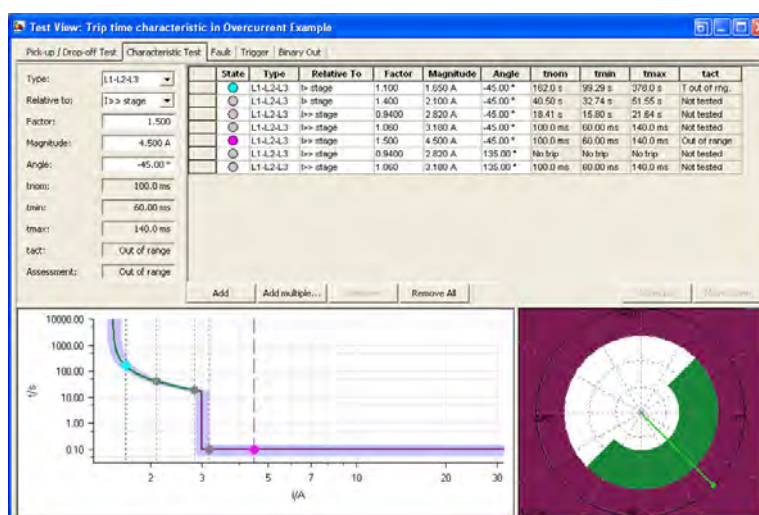 Test View: Trip time characteristic in Overcurrent Example
Pick-up / Drop-off Test Characteristic Test Fault Trigger Binary Out
Type: L1-L2-L3
Relative to: I>> stage
Factor: 1.500
Magnitude: 4.500 A
Angle: -45.00 °
tnom: 100.0 ms
tmin: 60.00 ms
tmax: 140.0 ms
tact: Out of range
Assessment: Out of range
State Type Relative To Factor Magnitude Angle tnom tmin tmax tact
L1-L2-L3 I> stage 1.100 1.650 A -45.00 ° 162.0 s 99.29 s 378.0 s T out of rng.
L1-L2-L3 I> stage 1.400 2.100 A -45.00 ° 40.50 s 32.74 s 51.55 s Not tested
L1-L2-L3 I>> stage 0.9400 2.820 A -45.00 ° 18.41 s 15.80 s 21.64 s Not tested
L1-L2-L3 I>> stage 1.060 3.180 A -45.00 ° 100.0 ms 60.00 ms 140.0 ms Not tested
L1-L2-L3 I>> stage 1.500 4.500 A -45.00 ° 100.0 ms 60.00 ms 140.0 ms Out of range
L1-L2-L3 I>> stage 0.9400 2.820 A 135.00 ° No trip No trip No trip Not tested
L1-L2-L3 I>> stage 1.060 3.180 A 135.00 ° 100.0 ms 60.00 ms 140.0 ms Not tested
Add Add multiple... Remove All
10000.00
1000.00
100.00
10.00
1.00
0.10
t/s
2 3 5 7 10 20 30
I/A